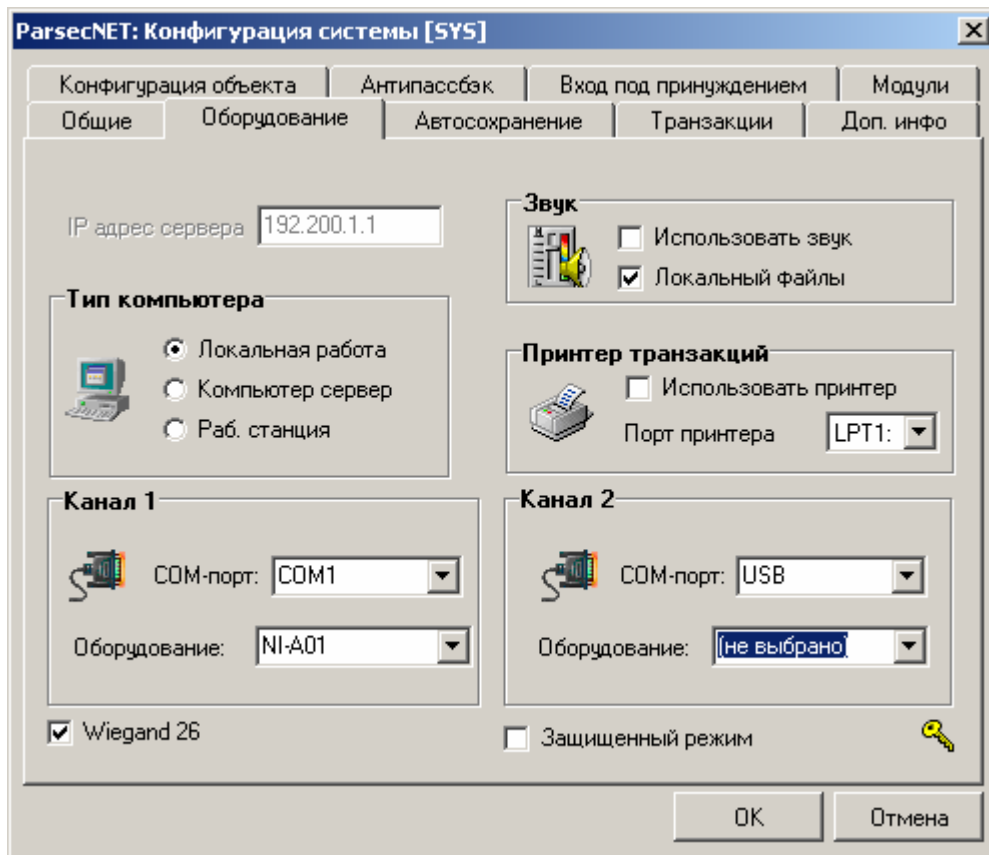 ParsecNET: Конфигурация системы [SYS]
Конфигурация объекта
Антипассбэк
Вход под принуждением
Модули
Общие
Оборудование
Автосохранение
Транзакции
Доп. инфо
IP адрес сервера 192.200.1.1
Звук
Использовать звук
Локальный файлы
Тип компьютера
Локальная работа
Компьютер сервер
Раб. станция
Принтер транзакций
Использовать принтер
Порт принтера LPT1:
Канал 1
COM-порт: COM1
Оборудование: NI-A01
Канал 2
COM-порт: USB
Оборудование: (не выбрано)
Wiegand 26
Защищенный режим
OK
Отмена